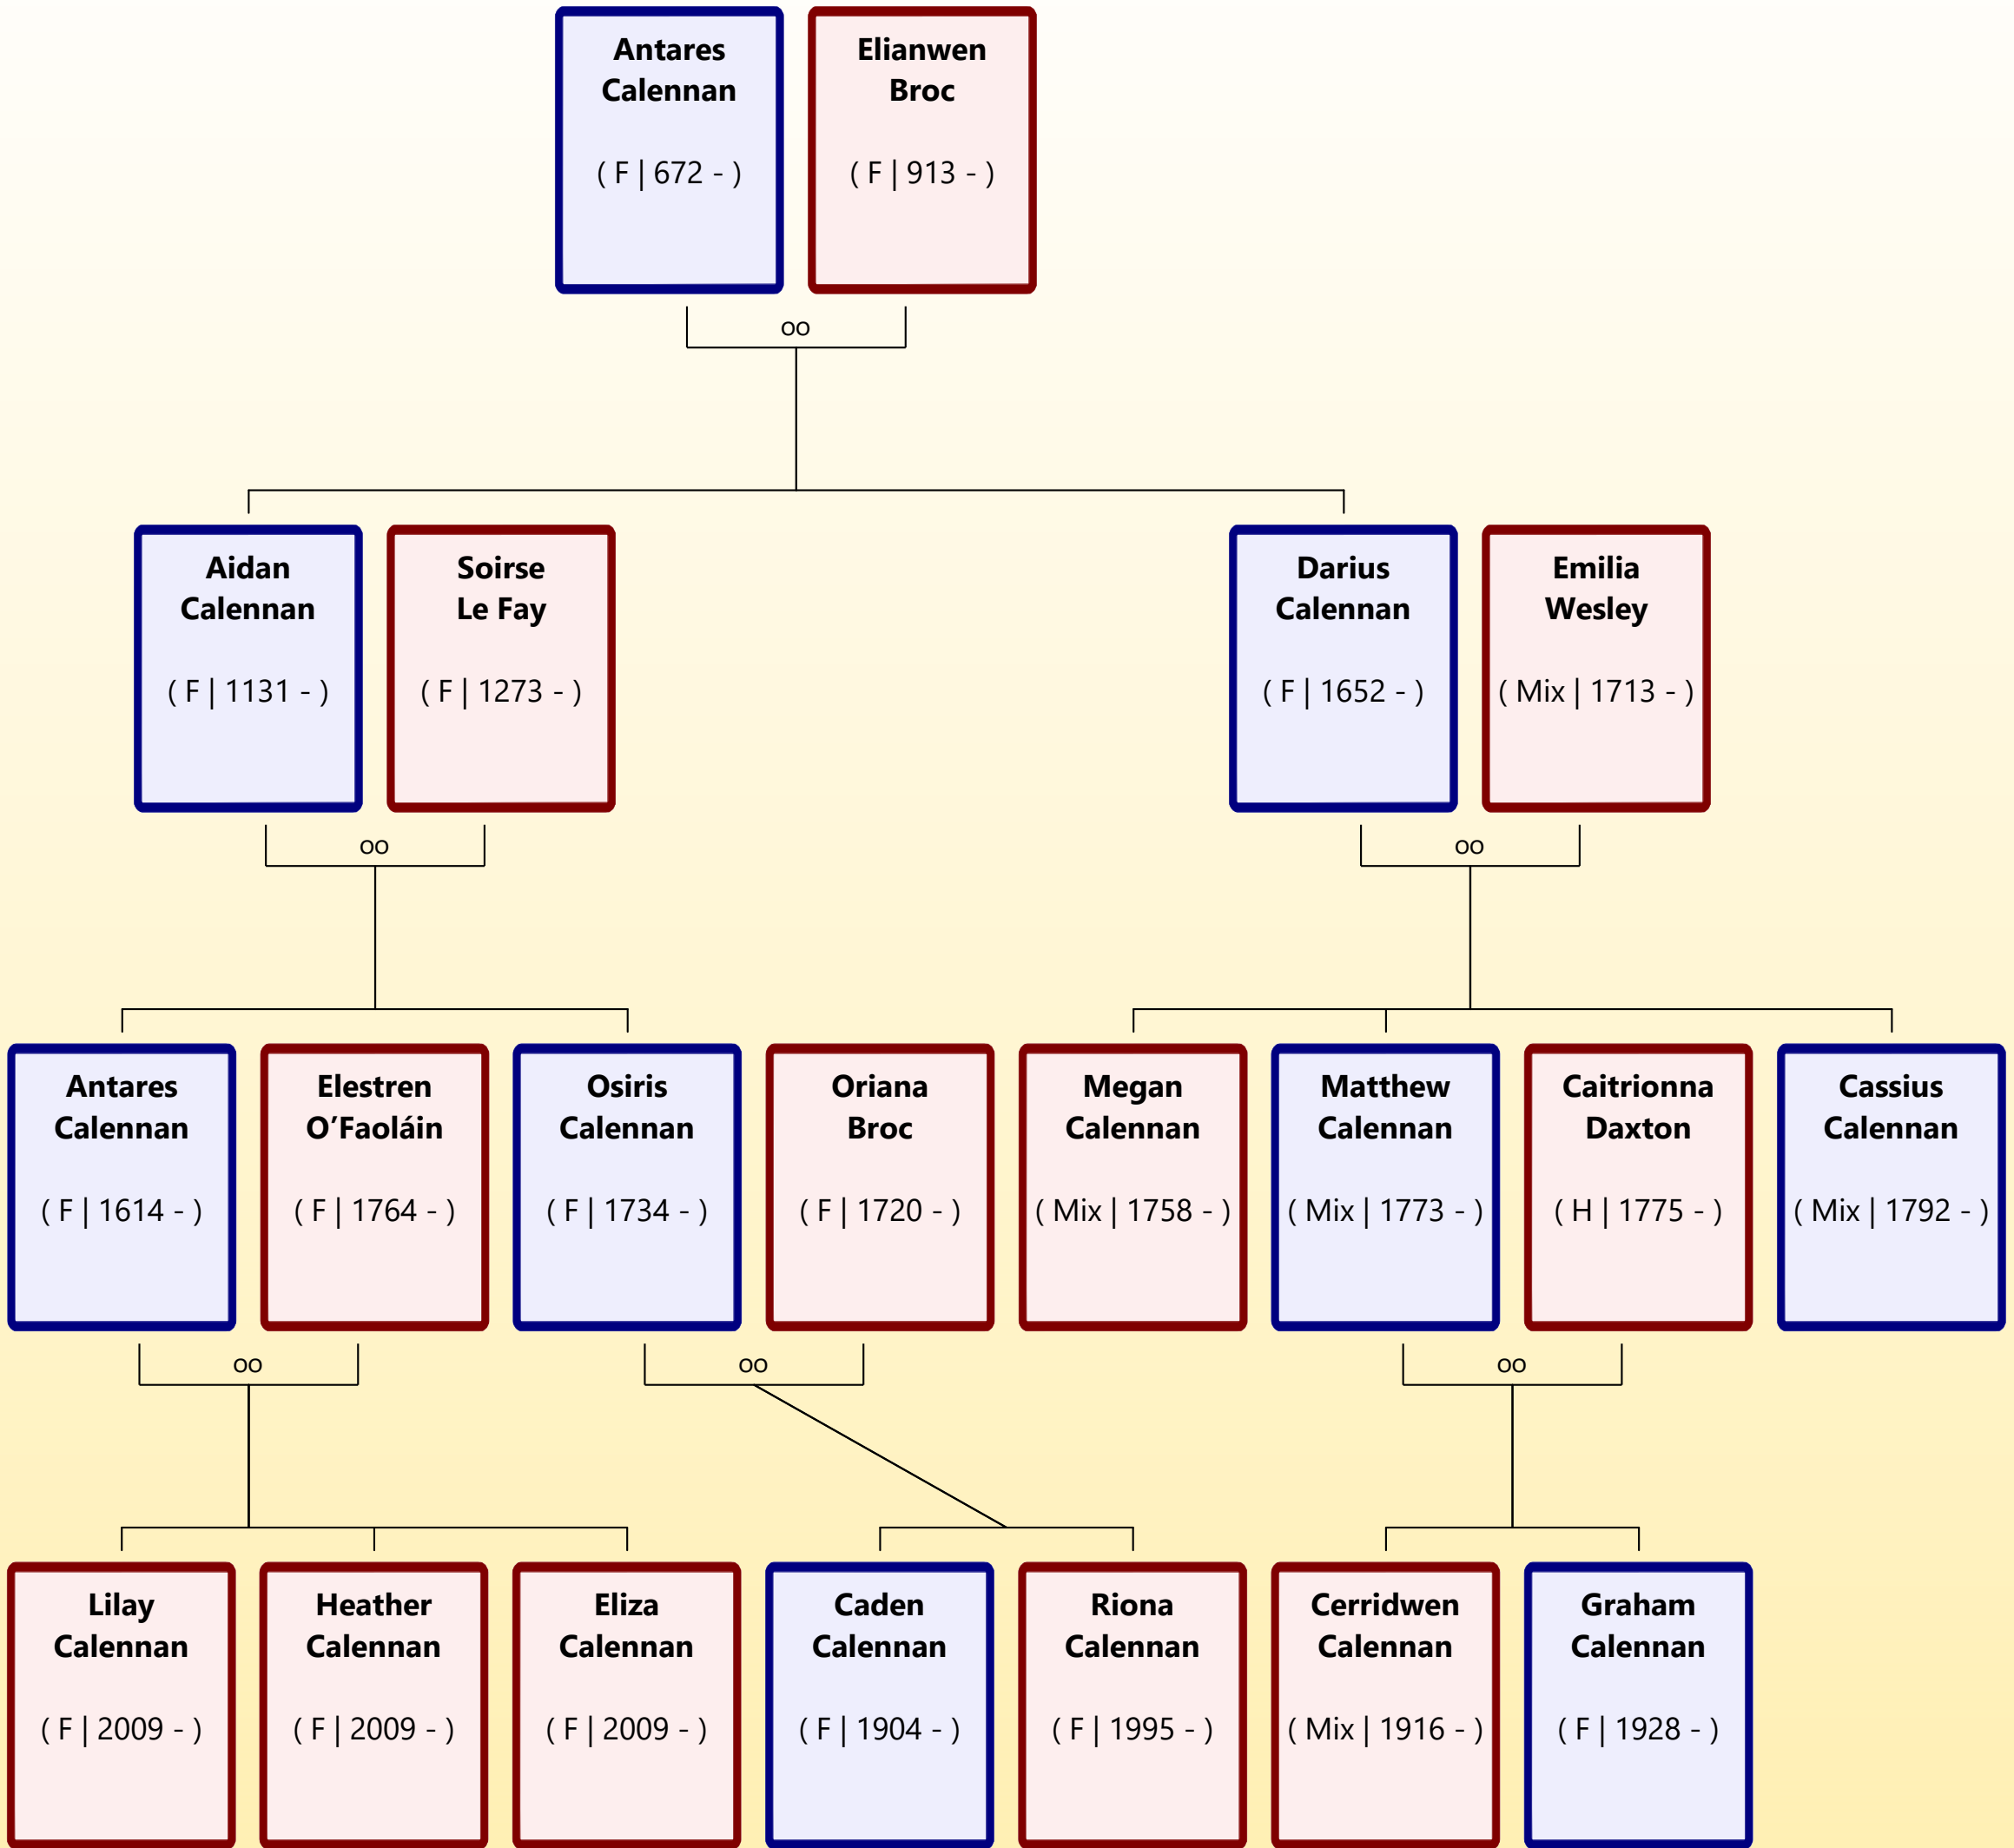 Antares
Calennan
( F | 672 - )
Elianwen
Broc
( F | 913 - )
oo
Aidan
Calennan
( F | 1131 - )
Soirse
Le Fay
( F | 1273 - )
Darius
Calennan
( F | 1652 - )
Emilia
Wesley
( Mix | 1713 - )
oo
oo
Antares
Calennan
( F | 1614 - )
Elestren
O’Faoláin
( F | 1764 - )
Osiris
Calennan
( F | 1734 - )
Oriana
Broc
( F | 1720 - )
Megan
Calennan
( Mix | 1758 - )
Matthew
Calennan
( Mix | 1773 - )
Caitrionna
Daxton
( H | 1775 - )
Cassius
Calennan
( Mix | 1792 - )
oo
oo
oo
Lilay
Calennan
( F | 2009 - )
Heather
Calennan
( F | 2009 - )
Eliza
Calennan
( F | 2009 - )
Caden
Calennan
( F | 1904 - )
Riona
Calennan
( F | 1995 - )
Cerridwen
Calennan
( Mix | 1916 - )
Graham
Calennan
( F | 1928 - )